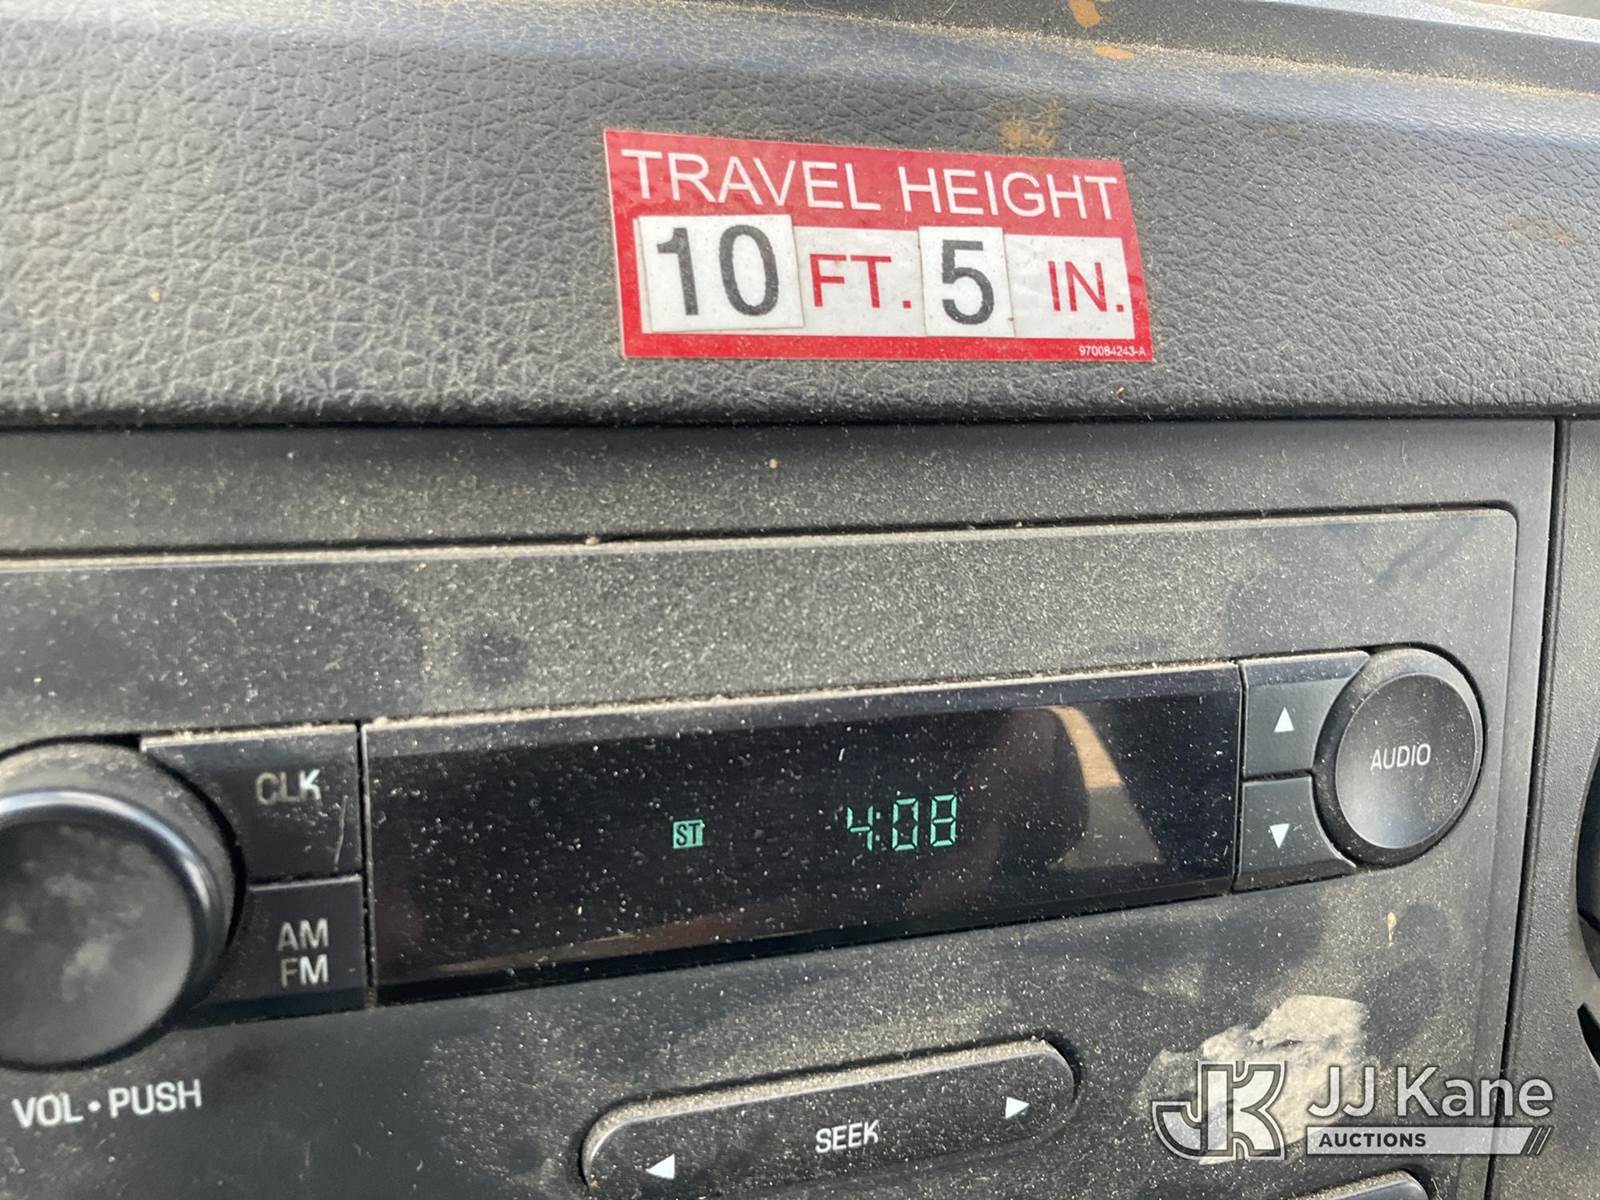 TRAVEL HEIGHT
10 FT. 5 IN.
970084243-A
CLK
ST 4:08
AUDIO
AM
FM
VOL • PUSH
SEEK
JK JJ Kane
AUCTIONS